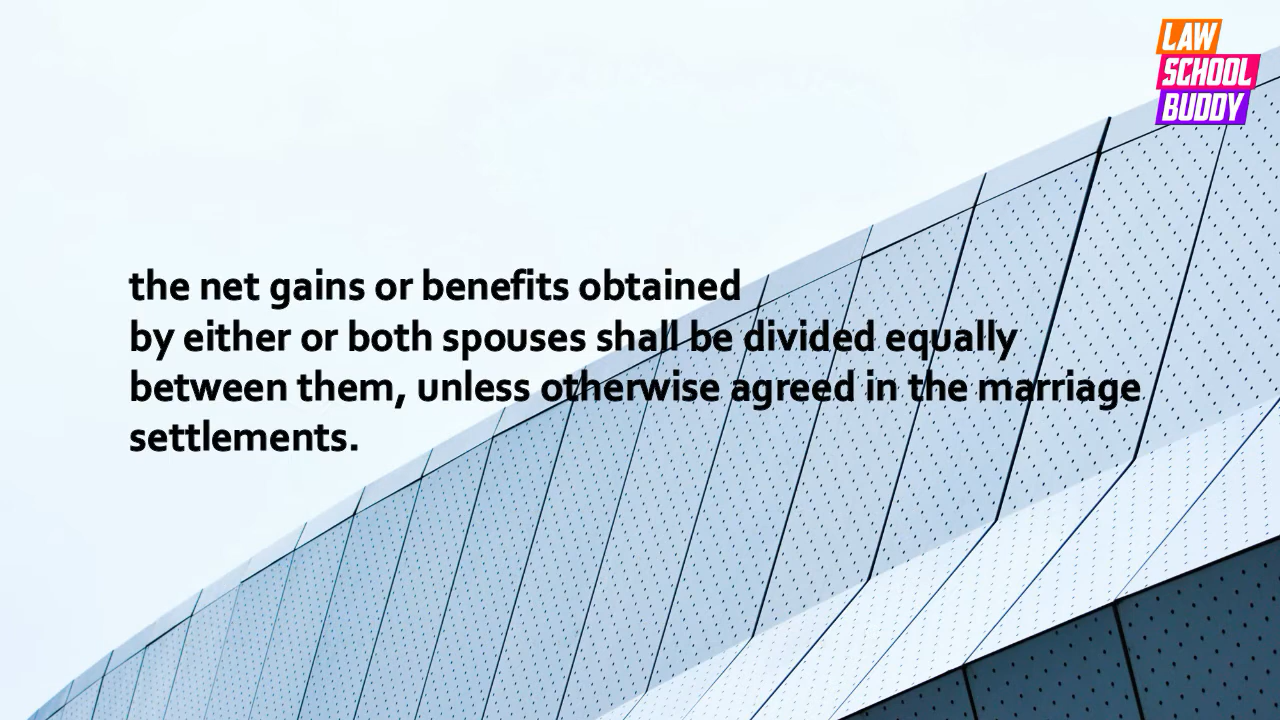 LAW
SCHOOL
BUDDY
the net gains or benefits obtained
by either or both spouses shall be divided equally
between them, unless otherwise agreed in the marriage
settlements.